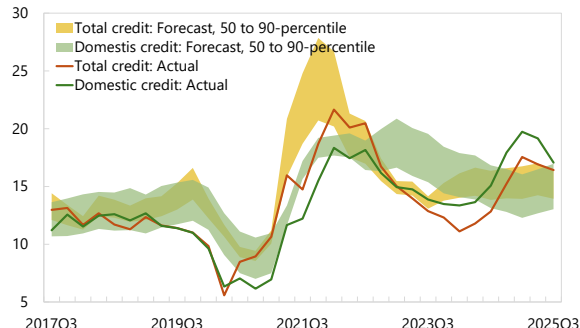 30
Total credit: Forecast, 50 to 90-percentile
Domestis credit: Forecast, 50 to 90-percentile
25
Total credit: Actual
Domestic credit: Actual
20
15
10
5
2017Q3 2019Q3 2021Q3 2023Q3 2025Q3